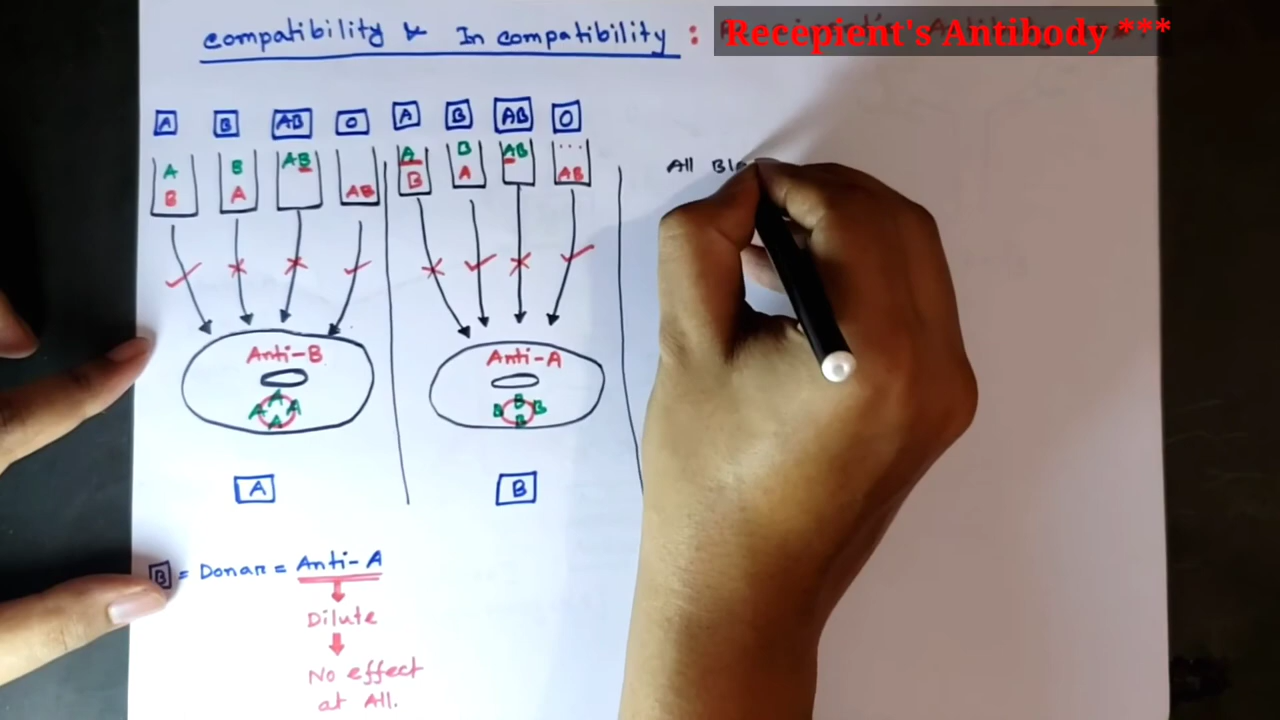 Compatibility & In compatibility :
Recepient's Antibody ***
A B AB O A B AB O
A B AB A B AB ...
B A AB B A AB
All Blo
Anti-B Anti-A
A B
A A B B
A B
A B
B = Donar = Anti-A
Dilute
No effect
at All.